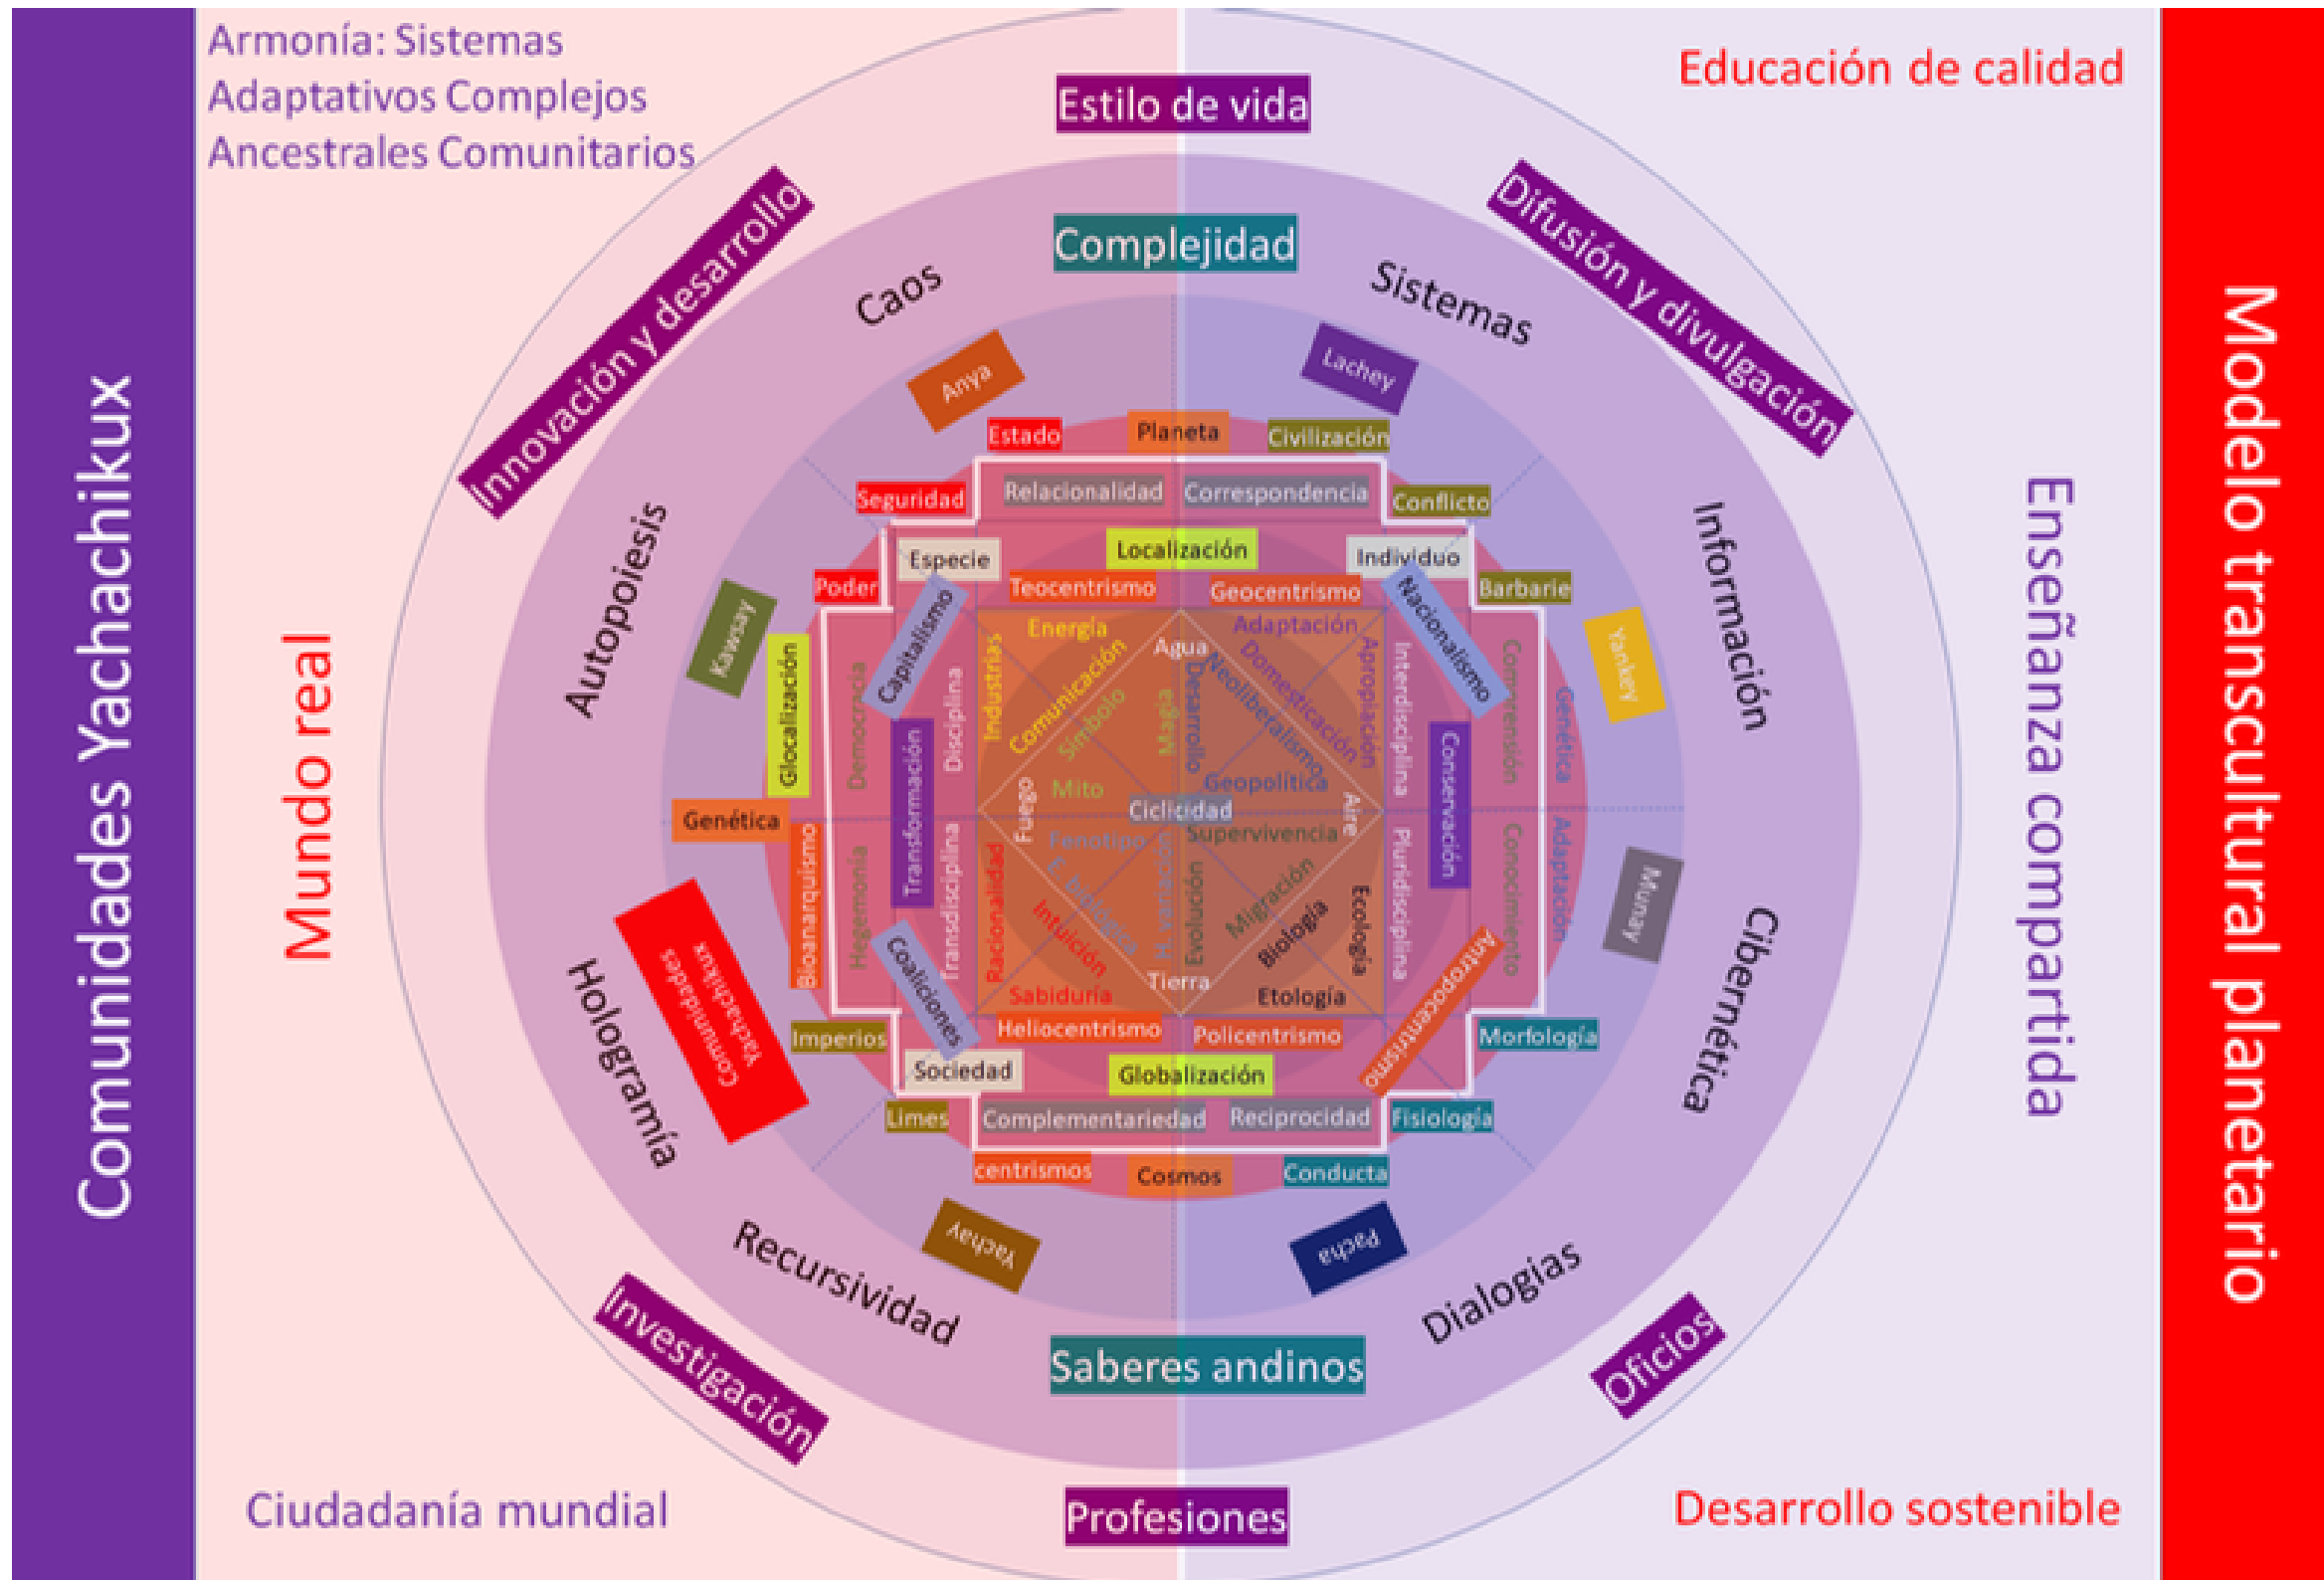 Armonía: Sistemas
Adaptativos Complejos
Ancestrales Comunitarios
Educación de calidad
Estilo de vida
Innovación y desarrollo
Difusión y divulgación
Complejidad
Caos
Sistemas
Anya
Lachey
Estado
Planeta
Civilización
Seguridad
Relacionalidad
Correspondencia
Conflicto
Especie
Localización
Individuo
Poder
Teocentrismo
Geocentrismo
Barbarie
Autopoiesis
Información
Kawsay
Yankey
Glocalización
Democracia
Capitalismo
Disciplina
Industrias
Energía
Comunicación
Símbolo
Magia
Mito
Agua
Desarrollo
Neoliberalismo
Adaptación
Domesticación
Apropiación
Geopolítica
Interdisciplina
Nacionalismo
Comprensión
Genética
Transformación
Conservación
Comunidades Yachachikux
Mundo real
Enseñanza compartida
Modelo transcultural planetario
Fuego
Ciclicidad
Aire
Genética
Bioanarquismo
Hegemonía
Transdisciplina
Racionalidad
Fenotipo
E. biológica
H. variación
Intuición
Sabiduría
Supervivencia
Evolución
Migración
Biología
Ecología
Etología
Tierra
Pluridisciplina
Conocimiento
Adaptación
Munay
Cibernética
Hologramía
Comunidades
Yachachikux
Coaliciones
Antropocentrismo
Imperios
Heliocentrismo
Policentrismo
Morfología
Sociedad
Globalización
Limes
Complementariedad
Reciprocidad
Fisiología
centrismos
Cosmos
Conducta
Yachay
Pacha
Recursividad
Dialogías
Investigación
Saberes andinos
Oficios
Ciudadanía mundial
Profesiones
Desarrollo sostenible